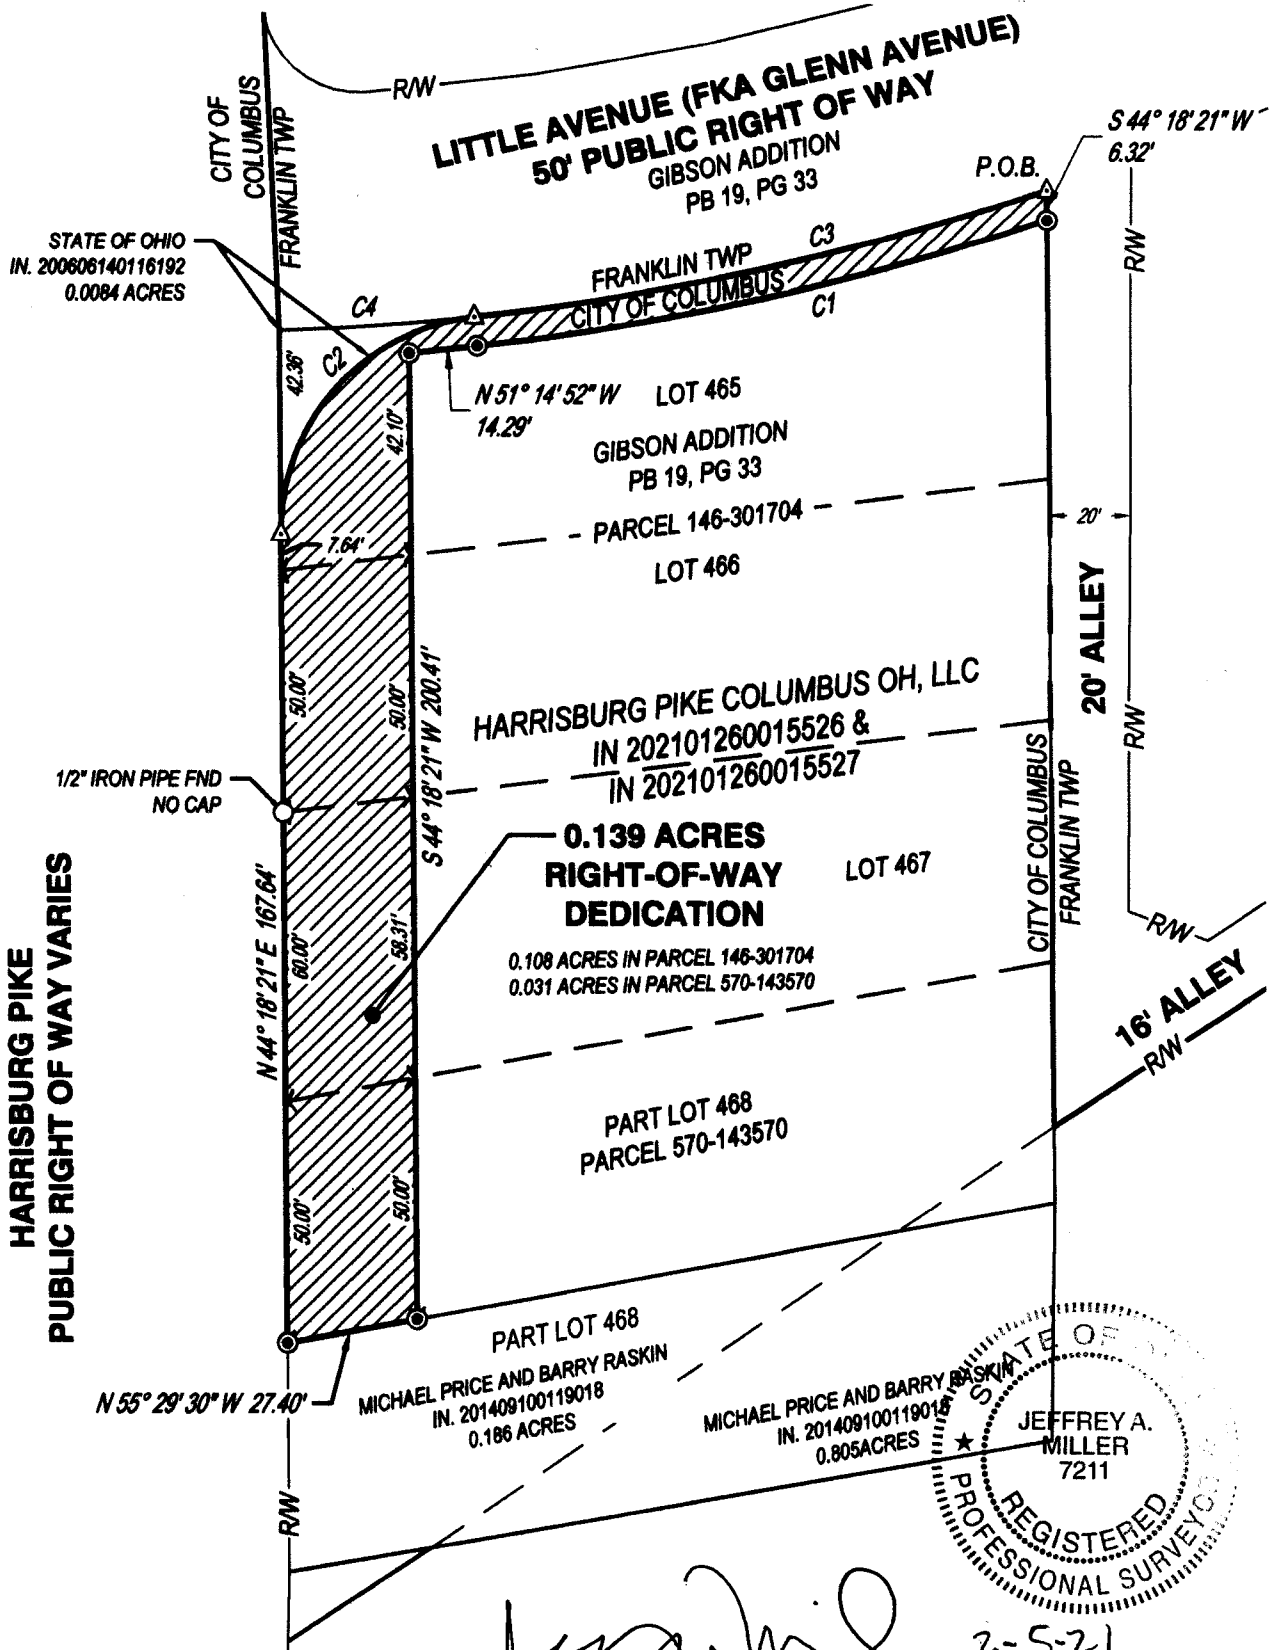 R/W
LITTLE AVENUE (FKA GLENN AVENUE)
50' PUBLIC RIGHT OF WAY
GIBSON ADDITION
PB 19, PG 33
CITY OF
COLUMBUS
FRANKLIN TWP
S 44° 18' 21" W
6.32'
P.O.B.
R/W
STATE OF OHIO
IN. 200606140116192
0.0084 ACRES
FRANKLIN TWP
C3
CITY OF COLUMBUS
C1
C4
C2
42.36'
42.10'
N 51° 14' 52" W
14.29'
LOT 465
GIBSON ADDITION
PB 19, PG 33
PARCEL 146-301704
20'
7.64'
LOT 466
20' ALLEY
50.00'
50.00'
S 44° 18' 21" W 200.41'
HARRISBURG PIKE COLUMBUS OH, LLC
IN 202101260015526 &
IN 202101260015527
R/W
1/2" IRON PIPE FND
NO CAP
CITY OF COLUMBUS
FRANKLIN TWP
0.139 ACRES
RIGHT-OF-WAY
DEDICATION
LOT 467
0.108 ACRES IN PARCEL 146-301704
0.031 ACRES IN PARCEL 570-143570
HARRISBURG PIKE
PUBLIC RIGHT OF WAY VARIES
N 44° 18' 21" E 167.64'
60.00'
58.31'
R/W
16' ALLEY
R/W
PART LOT 468
PARCEL 570-143570
50.00'
50.00'
N 55° 29' 30" W 27.40'
PART LOT 468
MICHAEL PRICE AND BARRY RASKIN
IN. 201409100119018
0.186 ACRES
MICHAEL PRICE AND BARRY RASKIN
IN. 201409100119018
0.805ACRES
R/W
STATE OF
JEFFREY A.
MILLER
7211
REGISTERED
PROFESSIONAL SURVEYOR
2-5-21